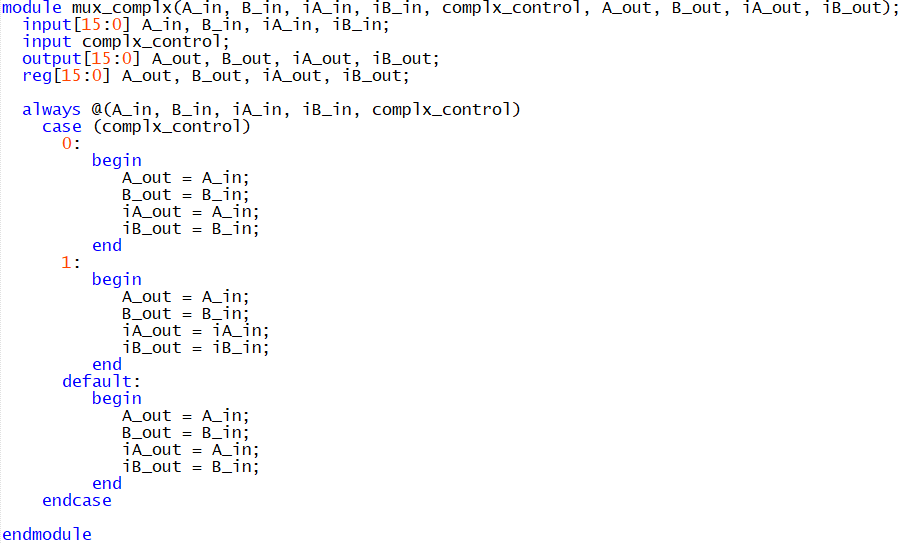 module mux_complx(A_in, B_in, iA_in, iB_in, complx_control, A_out, B_out, iA_out, iB_out);
  input[15:0] A_in, B_in, iA_in, iB_in;
  input complx_control;
  output[15:0] A_out, B_out, iA_out, iB_out;
  reg[15:0] A_out, B_out, iA_out, iB_out;

  always @(A_in, B_in, iA_in, iB_in, complx_control)
    case (complx_control)
      0:
         begin
            A_out = A_in;
            B_out = B_in;
            iA_out = A_in;
            iB_out = B_in;
         end
      1:
         begin
            A_out = A_in;
            B_out = B_in;
            iA_out = iA_in;
            iB_out = iB_in;
         end
      default:
         begin
            A_out = A_in;
            B_out = B_in;
            iA_out = A_in;
            iB_out = B_in;
         end
    endcase

endmodule